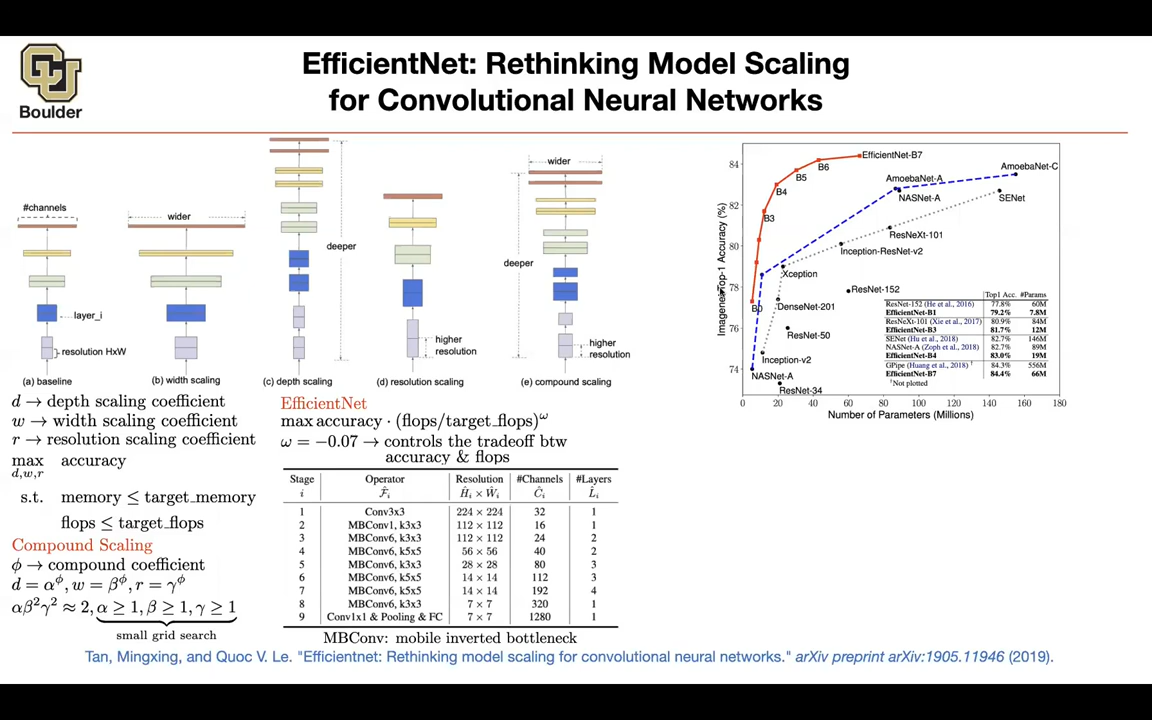 Boulder
EfficientNet: Rethinking Model Scaling
for Convolutional Neural Networks
#channels
layer_i
resolution HxW
(a) baseline
wider
(b) width scaling
deeper
(c) depth scaling
higher
resolution
(d) resolution scaling
wider
deeper
higher
resolution
(e) compound scaling
d → depth scaling coefficient
w → width scaling coefficient
r → resolution scaling coefficient
max accuracy
d,w,r
s.t. memory ≤ target_memory
flops ≤ target_flops
Compound Scaling
ϕ → compound coefficient
d = α^ϕ, w = β^ϕ, r = γ^ϕ
αβ²γ² ≈ 2, α ≥ 1, β ≥ 1, γ ≥ 1
small grid search
EfficientNet
max accuracy · (flops/target_flops)^ω
ω = −0.07 → controls the tradeoff btw
accuracy & flops
Stage Operator Resolution #Channels #Layers
i F̂ᵢ Ĥᵢ × Ŵᵢ Ĉᵢ L̂ᵢ
1 Conv3x3 224 × 224 32 1
2 MBConv1, k3x3 112 × 112 16 1
3 MBConv6, k3x3 112 × 112 24 2
4 MBConv6, k5x5 56 × 56 40 2
5 MBConv6, k3x3 28 × 28 80 3
6 MBConv6, k5x5 14 × 14 112 3
7 MBConv6, k5x5 14 × 14 192 4
8 MBConv6, k3x3 7 × 7 320 1
9 Conv1x1 & Pooling & FC 7 × 7 1280 1
MBConv: mobile inverted bottleneck
Imagenet Top-1 Accuracy (%)
84
82
80
78
76
74
0 20 40 60 80 100 120 140 160 180
Number of Parameters (Millions)
EfficientNet-B7
B6
B5
B4
B3
B0
AmoebaNet-C
AmoebaNet-A
NASNet-A
SENet
ResNeXt-101
Inception-ResNet-v2
Xception
ResNet-152
DenseNet-201
ResNet-50
Inception-v2
NASNet-A
ResNet-34
Top1 Acc. #Params
ResNet-152 (He et al., 2016) 77.8% 60M
EfficientNet-B1 79.2% 7.8M
ResNeXt-101 (Xie et al., 2017) 80.9% 84M
EfficientNet-B3 81.7% 12M
SENet (Hu et al., 2018) 82.7% 146M
NASNet-A (Zoph et al., 2018) 82.7% 89M
EfficientNet-B4 83.0% 19M
GPipe (Huang et al., 2018) † 84.3% 556M
EfficientNet-B7 84.4% 66M
†Not plotted
Tan, Mingxing, and Quoc V. Le. "Efficientnet: Rethinking model scaling for convolutional neural networks." arXiv preprint arXiv:1905.11946 (2019).